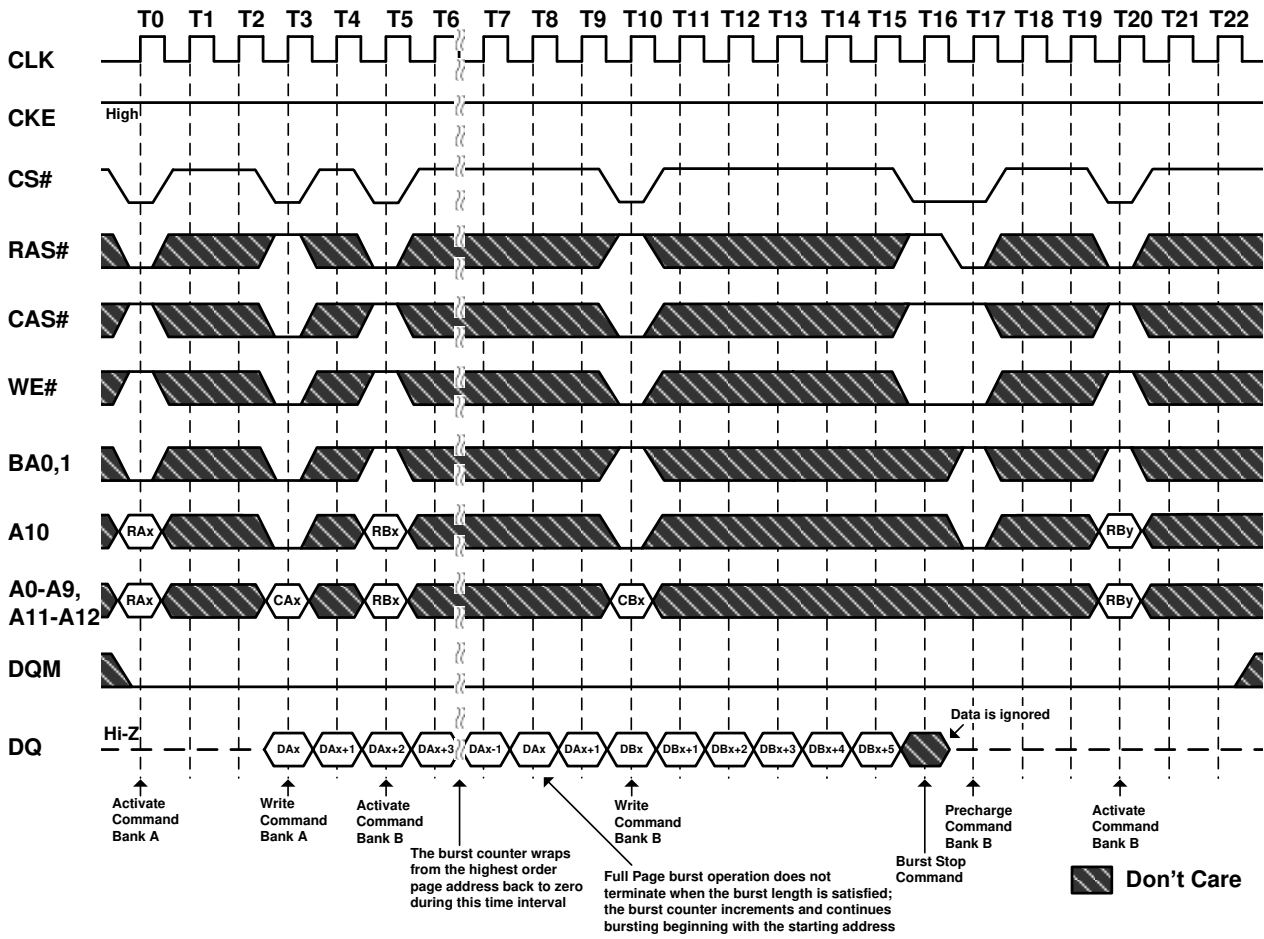 T0 T1 T2 T3 T4 T5 T6 T7 T8 T9 T10 T11 T12 T13 T14 T15 T16 T17 T18 T19 T20 T21 T22
CLK
CKE
High
CS#
RAS#
CAS#
WE#
BA0,1
A10
RAx
RBx
RBy
A0-A9,
A11-A12
RAx
CAx
RBx
CBx
RBy
DQM
DQ
Hi-Z
DAx DAx+1 DAx+2 DAx+3 DAx-1 DAx DAx+1 DBx DBx+1 DBx+2 DBx+3 DBx+4 DBx+5
Data is ignored
Activate
Command
Bank A
Write
Command
Bank A
Activate
Command
Bank B
The burst counter wraps
from the highest order
page address back to zero
during this time interval
Write
Command
Bank B
Full Page burst operation does not
terminate when the burst length is satisfied;
the burst counter increments and continues
bursting beginning with the starting address
Burst Stop
Command
Precharge
Command
Bank B
Activate
Command
Bank B
Don't Care